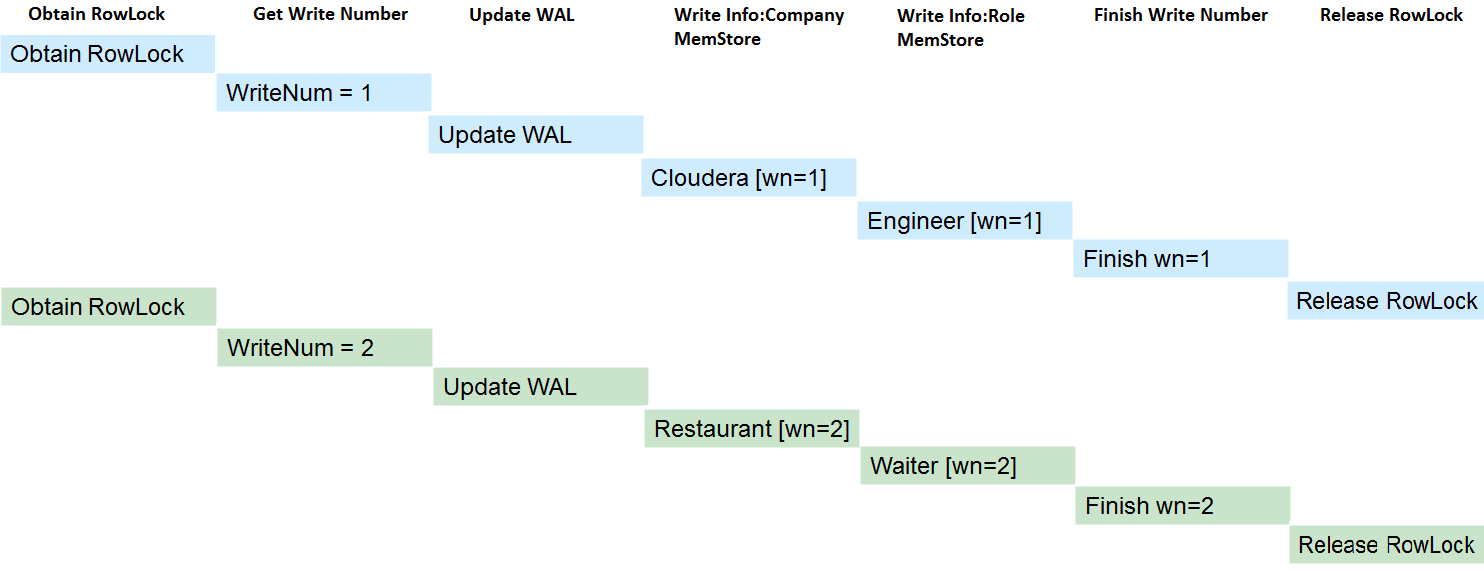 Obtain RowLock
Get Write Number
Update WAL
Write Info:Company
MemStore
Write Info:Role
MemStore
Finish Write Number
Release RowLock
Obtain RowLock
WriteNum = 1
Update WAL
Cloudera [wn=1]
Engineer [wn=1]
Finish wn=1
Release RowLock
Obtain RowLock
WriteNum = 2
Update WAL
Restaurant [wn=2]
Waiter [wn=2]
Finish wn=2
Release RowLock